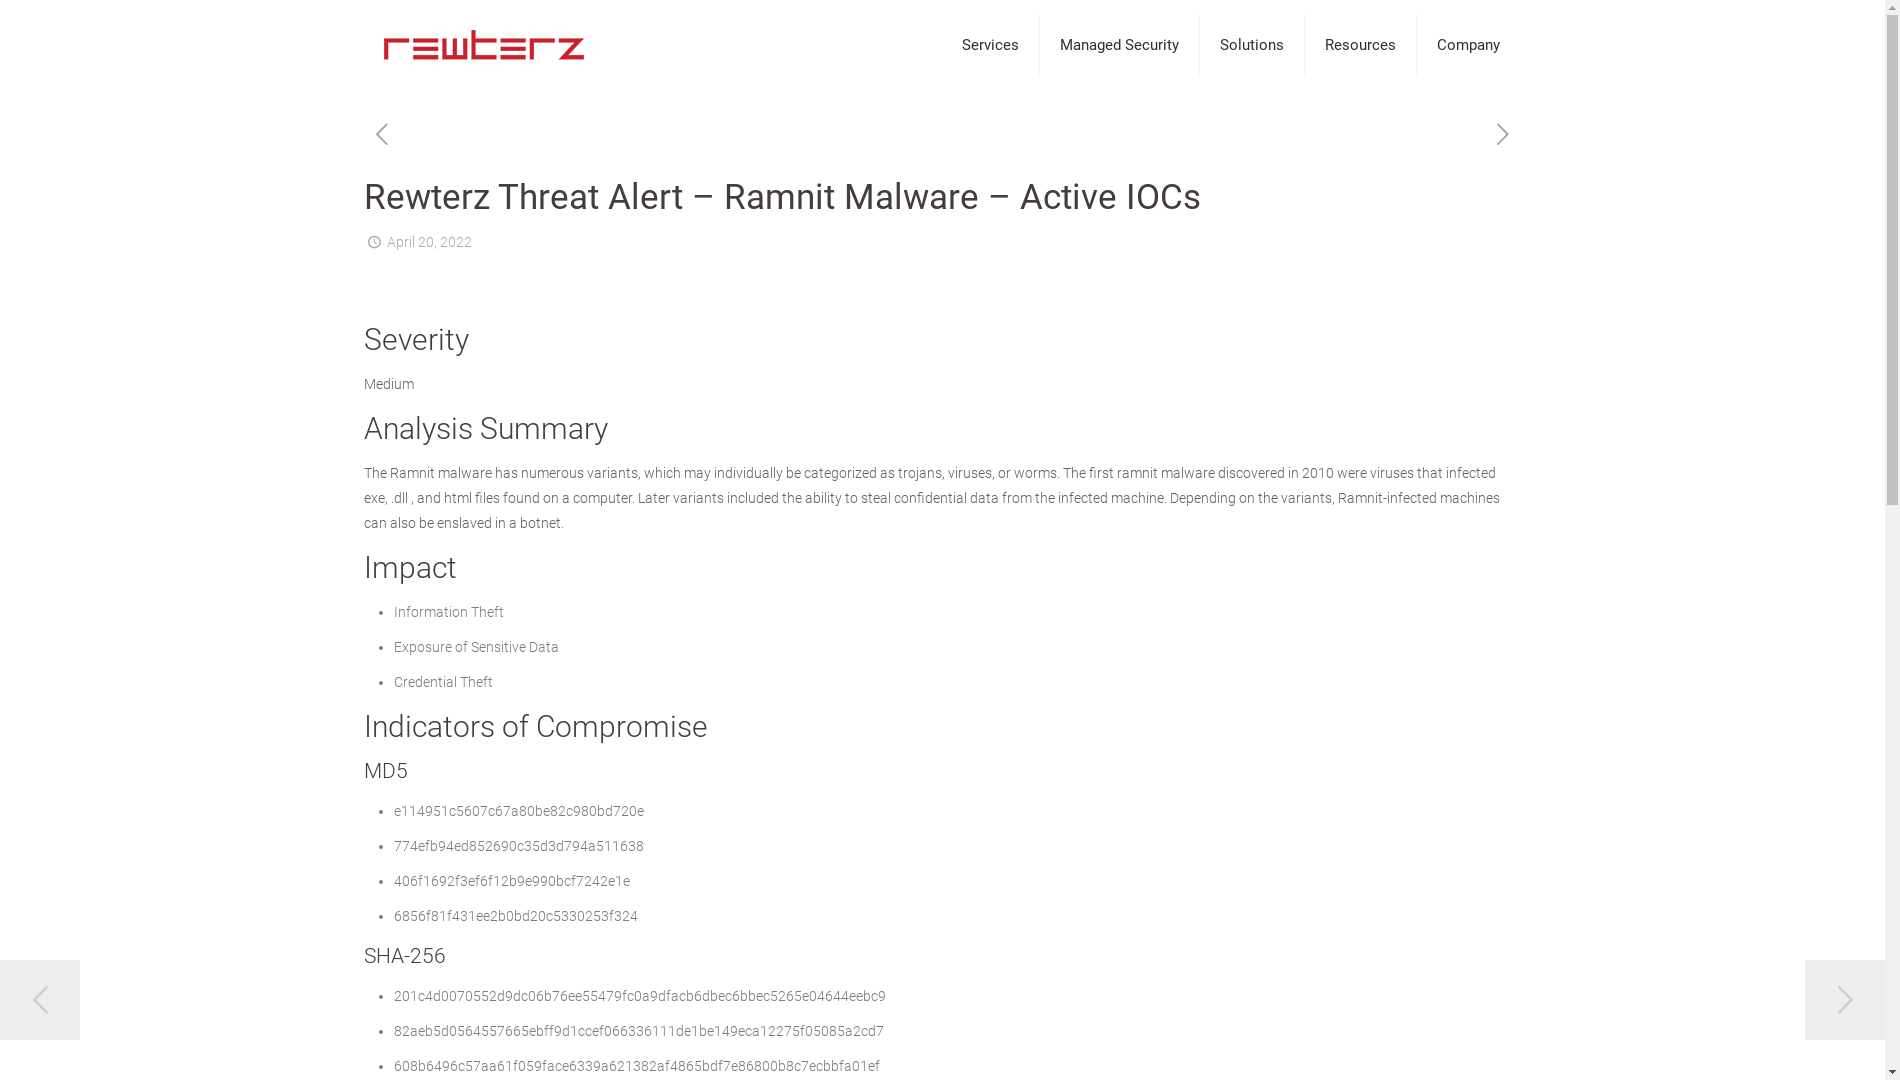 rewterz
Services
Managed Security
Solutions
Resources
Company
Rewterz Threat Alert – Ramnit Malware – Active IOCs
April 20, 2022
Severity
Medium
Analysis Summary
The Ramnit malware has numerous variants, which may individually be categorized as trojans, viruses, or worms. The first ramnit malware discovered in 2010 were viruses that infected
exe, .dll , and html files found on a computer. Later variants included the ability to steal confidential data from the infected machine. Depending on the variants, Ramnit-infected machines
can also be enslaved in a botnet.
Impact
Information Theft
Exposure of Sensitive Data
Credential Theft
Indicators of Compromise
MD5
e114951c5607c67a80be82c980bd720e
774efb94ed852690c35d3d794a511638
406f1692f3ef6f12b9e990bcf7242e1e
6856f81f431ee2b0bd20c5330253f324
SHA-256
201c4d0070552d9dc06b76ee55479fc0a9dfacb6dbec6bbec5265e04644eebc9
82aeb5d0564557665ebff9d1ccef066336111de1be149eca12275f05085a2cd7
608b6496c57aa61f059face6339a621382af4865bdf7e86800b8c7ecbbfa01ef